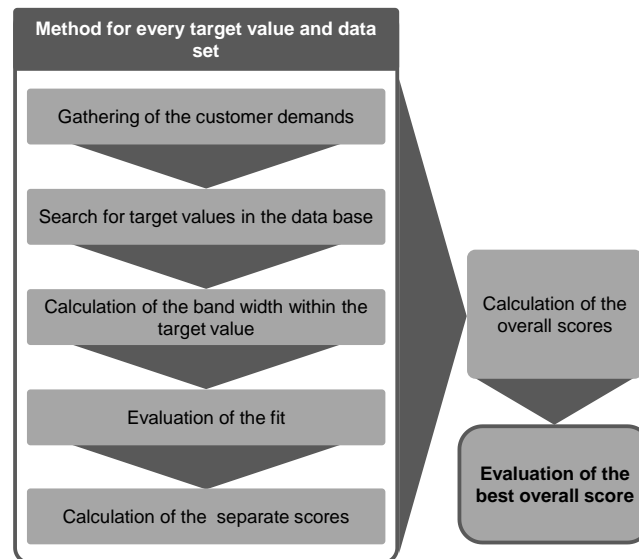 Method for every target value and data
set
Gathering of the customer demands
Search for target values in the data base
Calculation of the band width within the
target value
Evaluation of the fit
Calculation of the  separate scores
Calculation of the
overall scores
Evaluation of the
best overall score